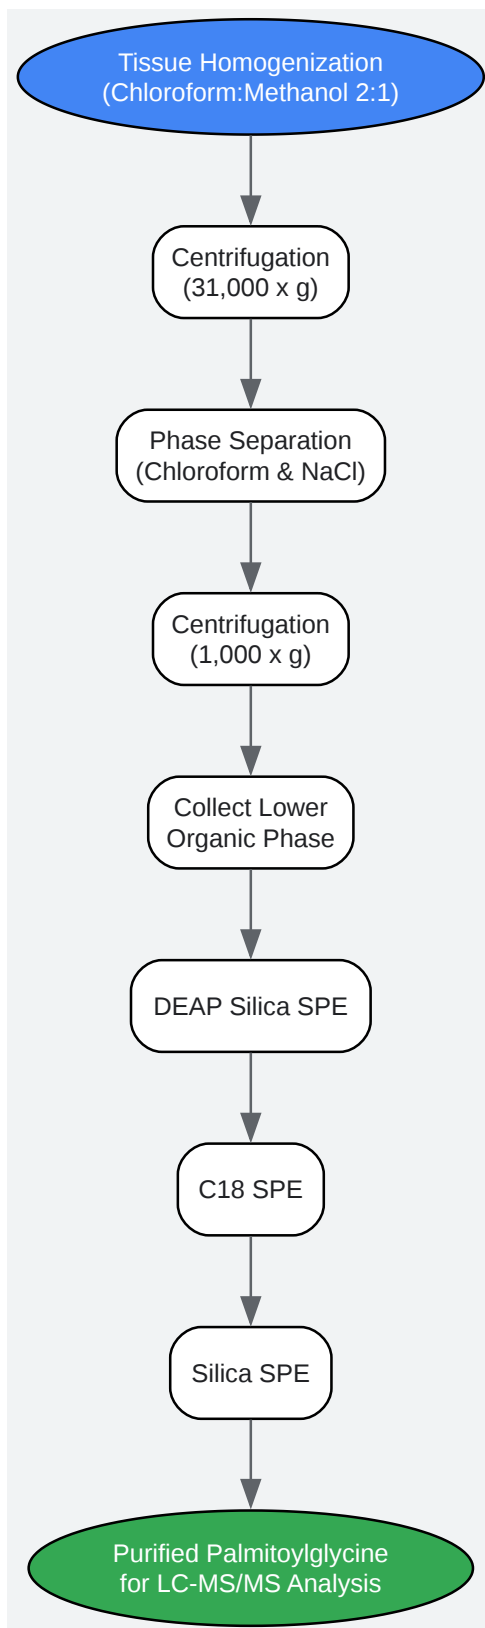 Tissue Homogenization
(Chloroform:Methanol 2:1)
Centrifugation
(31,000 x g)
Phase Separation
(Chloroform & NaCl)
Centrifugation
(1,000 x g)
Collect Lower
Organic Phase
DEAP Silica SPE
C18 SPE
Silica SPE
Purified Palmitoylglycine
for LC-MS/MS Analysis